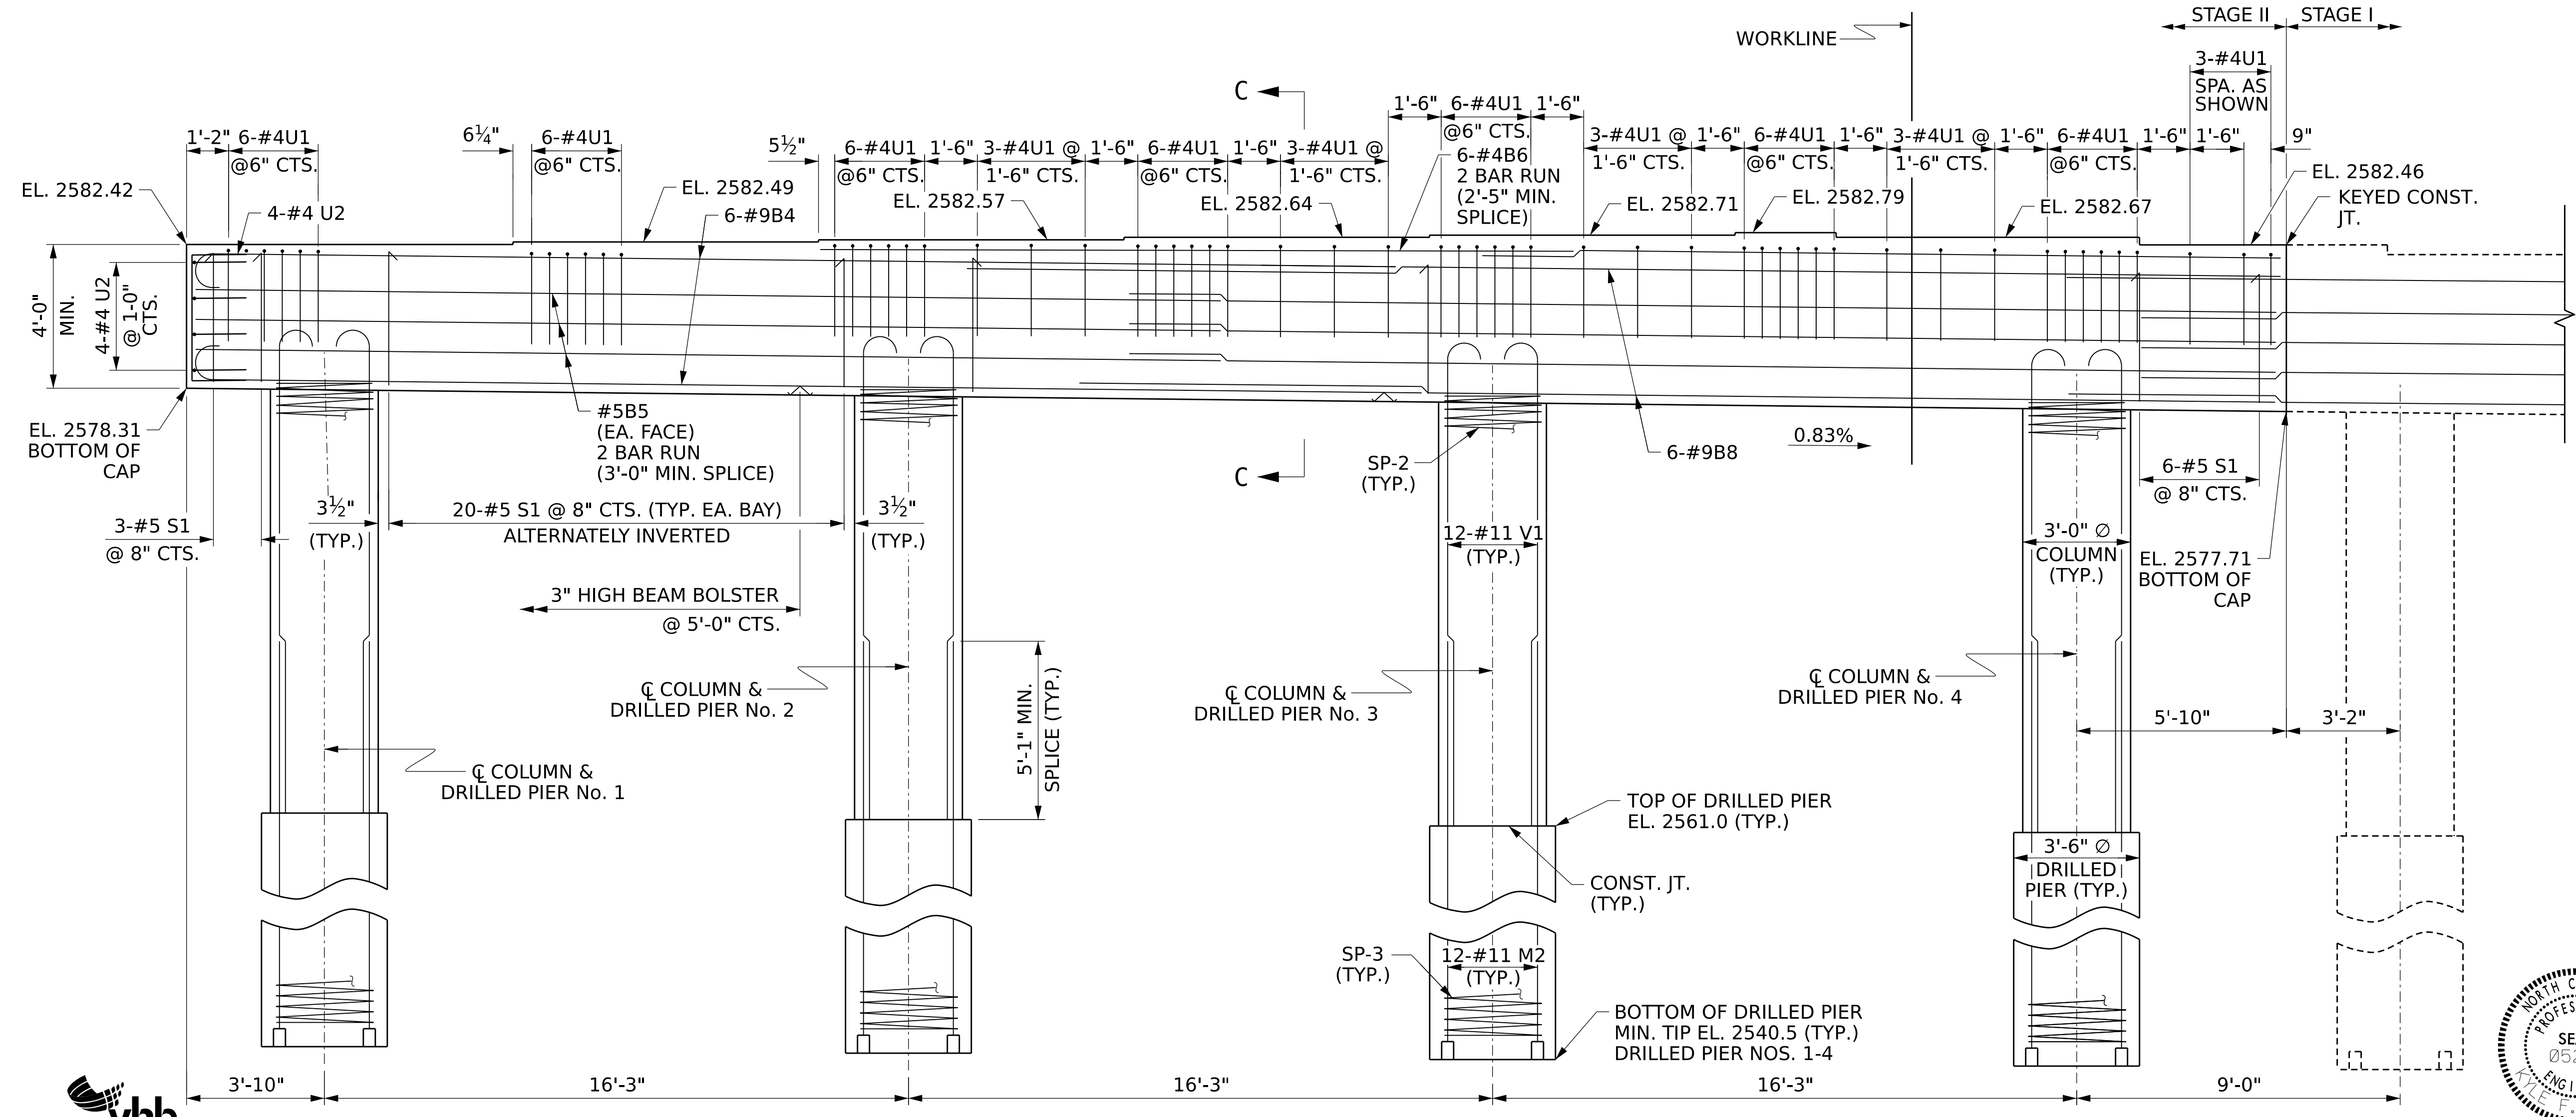 STAGE II
STAGE I
WORKLINE
3-#4U1
SPA. AS
SHOWN
C
1'-6"
6-#4U1
1'-6"
@6" CTS.
1'-2"
6-#4U1
@6" CTS.
6¼"
6-#4U1
@6" CTS.
5½"
6-#4U1
@6" CTS.
1'-6"
3-#4U1 @
1'-6" CTS.
1'-6"
6-#4U1
@6" CTS.
1'-6"
3-#4U1 @
1'-6" CTS.
3-#4U1 @
1'-6" CTS.
1'-6"
6-#4U1
@6" CTS.
1'-6"
3-#4U1 @
1'-6" CTS.
1'-6"
6-#4U1
@6" CTS.
1'-6"
1'-6"
9"
6-#4B6
2 BAR RUN
(2'-5" MIN.
SPLICE)
EL. 2582.42
EL. 2582.49
EL. 2582.57
EL. 2582.64
EL. 2582.71
EL. 2582.79
EL. 2582.67
EL. 2582.46
KEYED CONST.
JT.
4-#4 U2
6-#9B4
4'-0"
MIN.
4-#4 U2
@ 1-0"
CTS.
EL. 2578.31
BOTTOM OF
CAP
#5B5
(EA. FACE)
2 BAR RUN
(3'-0" MIN. SPLICE)
C
SP-2
(TYP.)
6-#9B8
0.83%
6-#5 S1
@ 8" CTS.
3-#5 S1
@ 8" CTS.
3½"
(TYP.)
20-#5 S1 @ 8" CTS. (TYP. EA. BAY)
ALTERNATELY INVERTED
3½"
(TYP.)
12-#11 V1
(TYP.)
3'-0" Ø
COLUMN
(TYP.)
EL. 2577.71
BOTTOM OF
CAP
3" HIGH BEAM BOLSTER
@ 5'-0" CTS.
5'-1" MIN.
SPLICE (TYP.)
℄ COLUMN &
DRILLED PIER No. 1
℄ COLUMN &
DRILLED PIER No. 2
℄ COLUMN &
DRILLED PIER No. 3
℄ COLUMN &
DRILLED PIER No. 4
5'-10"
3'-2"
TOP OF DRILLED PIER
EL. 2561.0 (TYP.)
CONST. JT.
(TYP.)
3'-6" Ø
DRILLED
PIER (TYP.)
SP-3
(TYP.)
12-#11 M2
(TYP.)
BOTTOM OF DRILLED PIER
MIN. TIP EL. 2540.5 (TYP.)
DRILLED PIER NOS. 1-4
3'-10"
16'-3"
16'-3"
16'-3"
9'-0"
vhb
NORTH